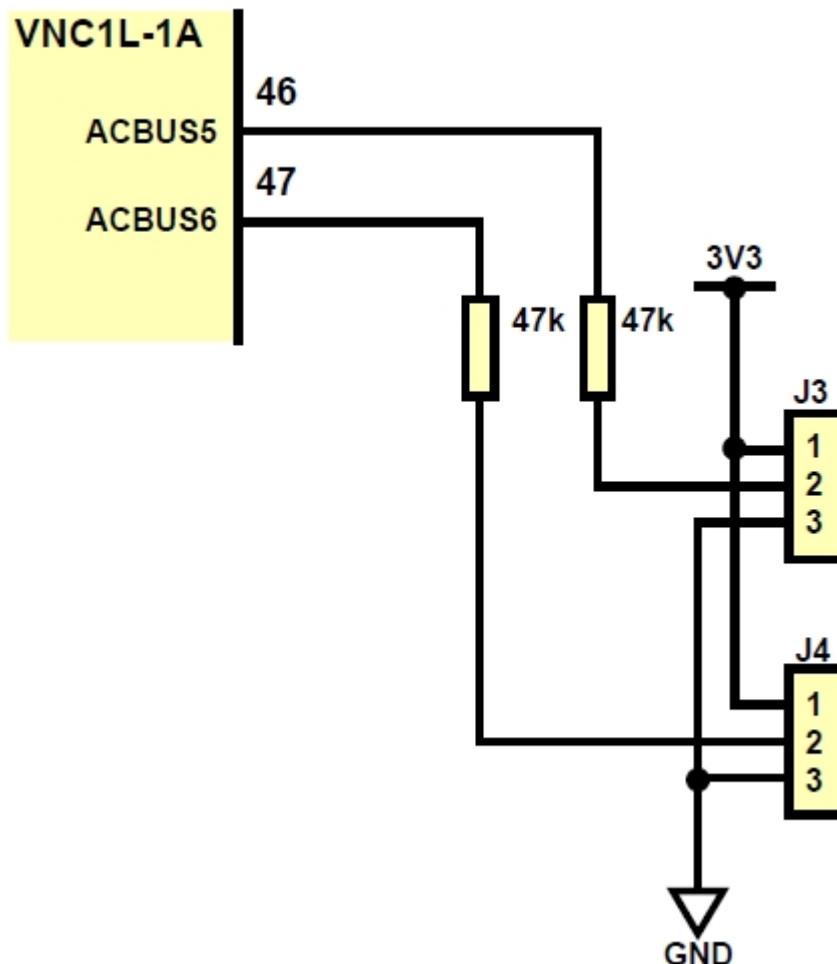 VNC1L-1A
46
ACBUS5
47
ACBUS6
3V3
47k 47k
J3
1
2
3
J4
1
2
3
GND